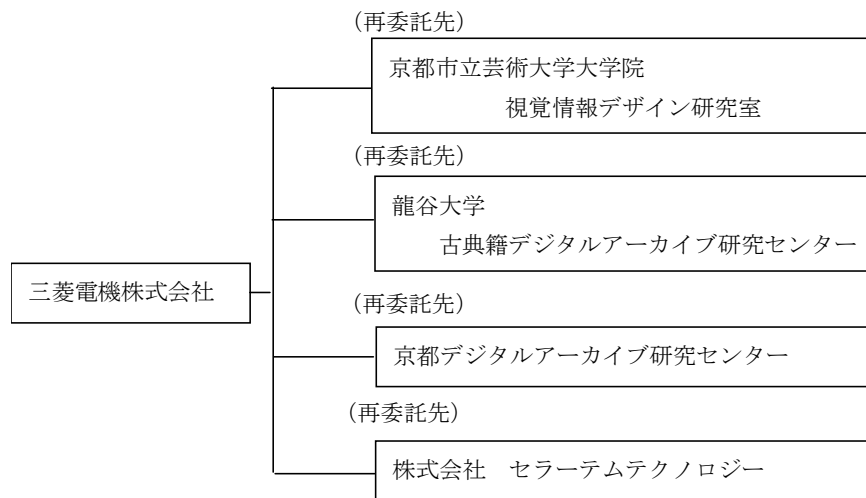 (再委託先)
京都市立芸術大学大学院
視覚情報デザイン研究室
(再委託先)
龍谷大学
古典籍デジタルアーカイブ研究センター
三菱電機株式会社
(再委託先)
京都デジタルアーカイブ研究センター
(再委託先)
株式会社　セラーテムテクノロジー